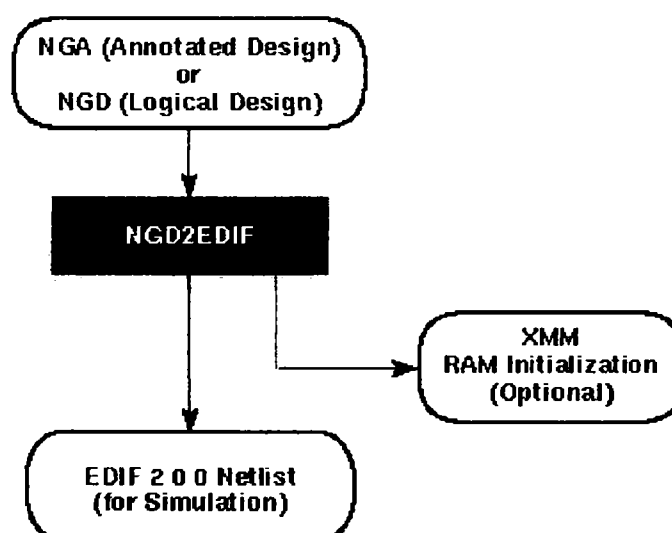 NGA (Annotated Design)
or
NGD (Logical Design)
NGD2EDIF
XMM
RAM Initialization
(Optional)
EDIF 2 0 0 Netlist
(for Simulation)